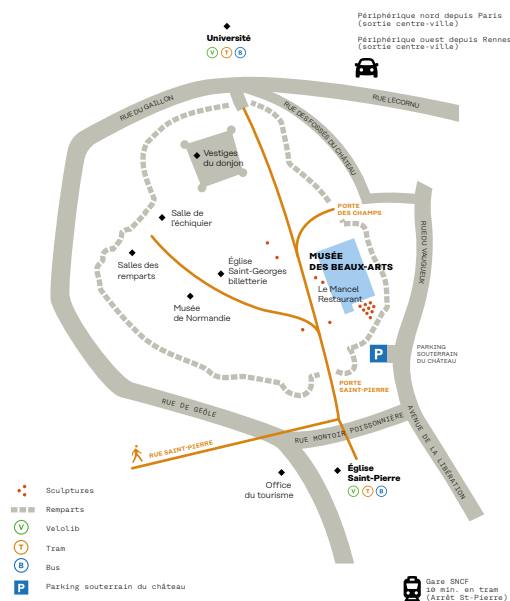 Périphérique nord depuis Paris
(sortie centre-ville)
Périphérique ouest depuis Rennes
(sortie centre-ville)
Université
V T B
RUE DU GAILLON
RUE LÉCORNU
RUE DES FOSSÉS DU CHÂTEAU
Vestiges
du donjon
Salle de
l'échiquier
PORTE
DES CHAMPS
RUE DU VAUGUEUX
Salles des
remparts
Église
Saint-Georges
billetterie
MUSÉE
DES BEAUX-ARTS
Le Mancel
Restaurant
Musée
de Normandie
P
PARKING
SOUTERRAIN
DU CHÂTEAU
PORTE
SAINT-PIERRE
RUE DE GEÔLE
RUE MONTOIR POISSONNIÈRE
AVENUE DE LA LIBÉRATION
RUE SAINT-PIERRE
Église
Saint-Pierre
V T B
Office
du tourisme
Sculptures
Remparts
V Velolib
T Tram
B Bus
P Parking souterrain du château
Gare SNCF
10 min. en tram
(Arrêt St-Pierre)